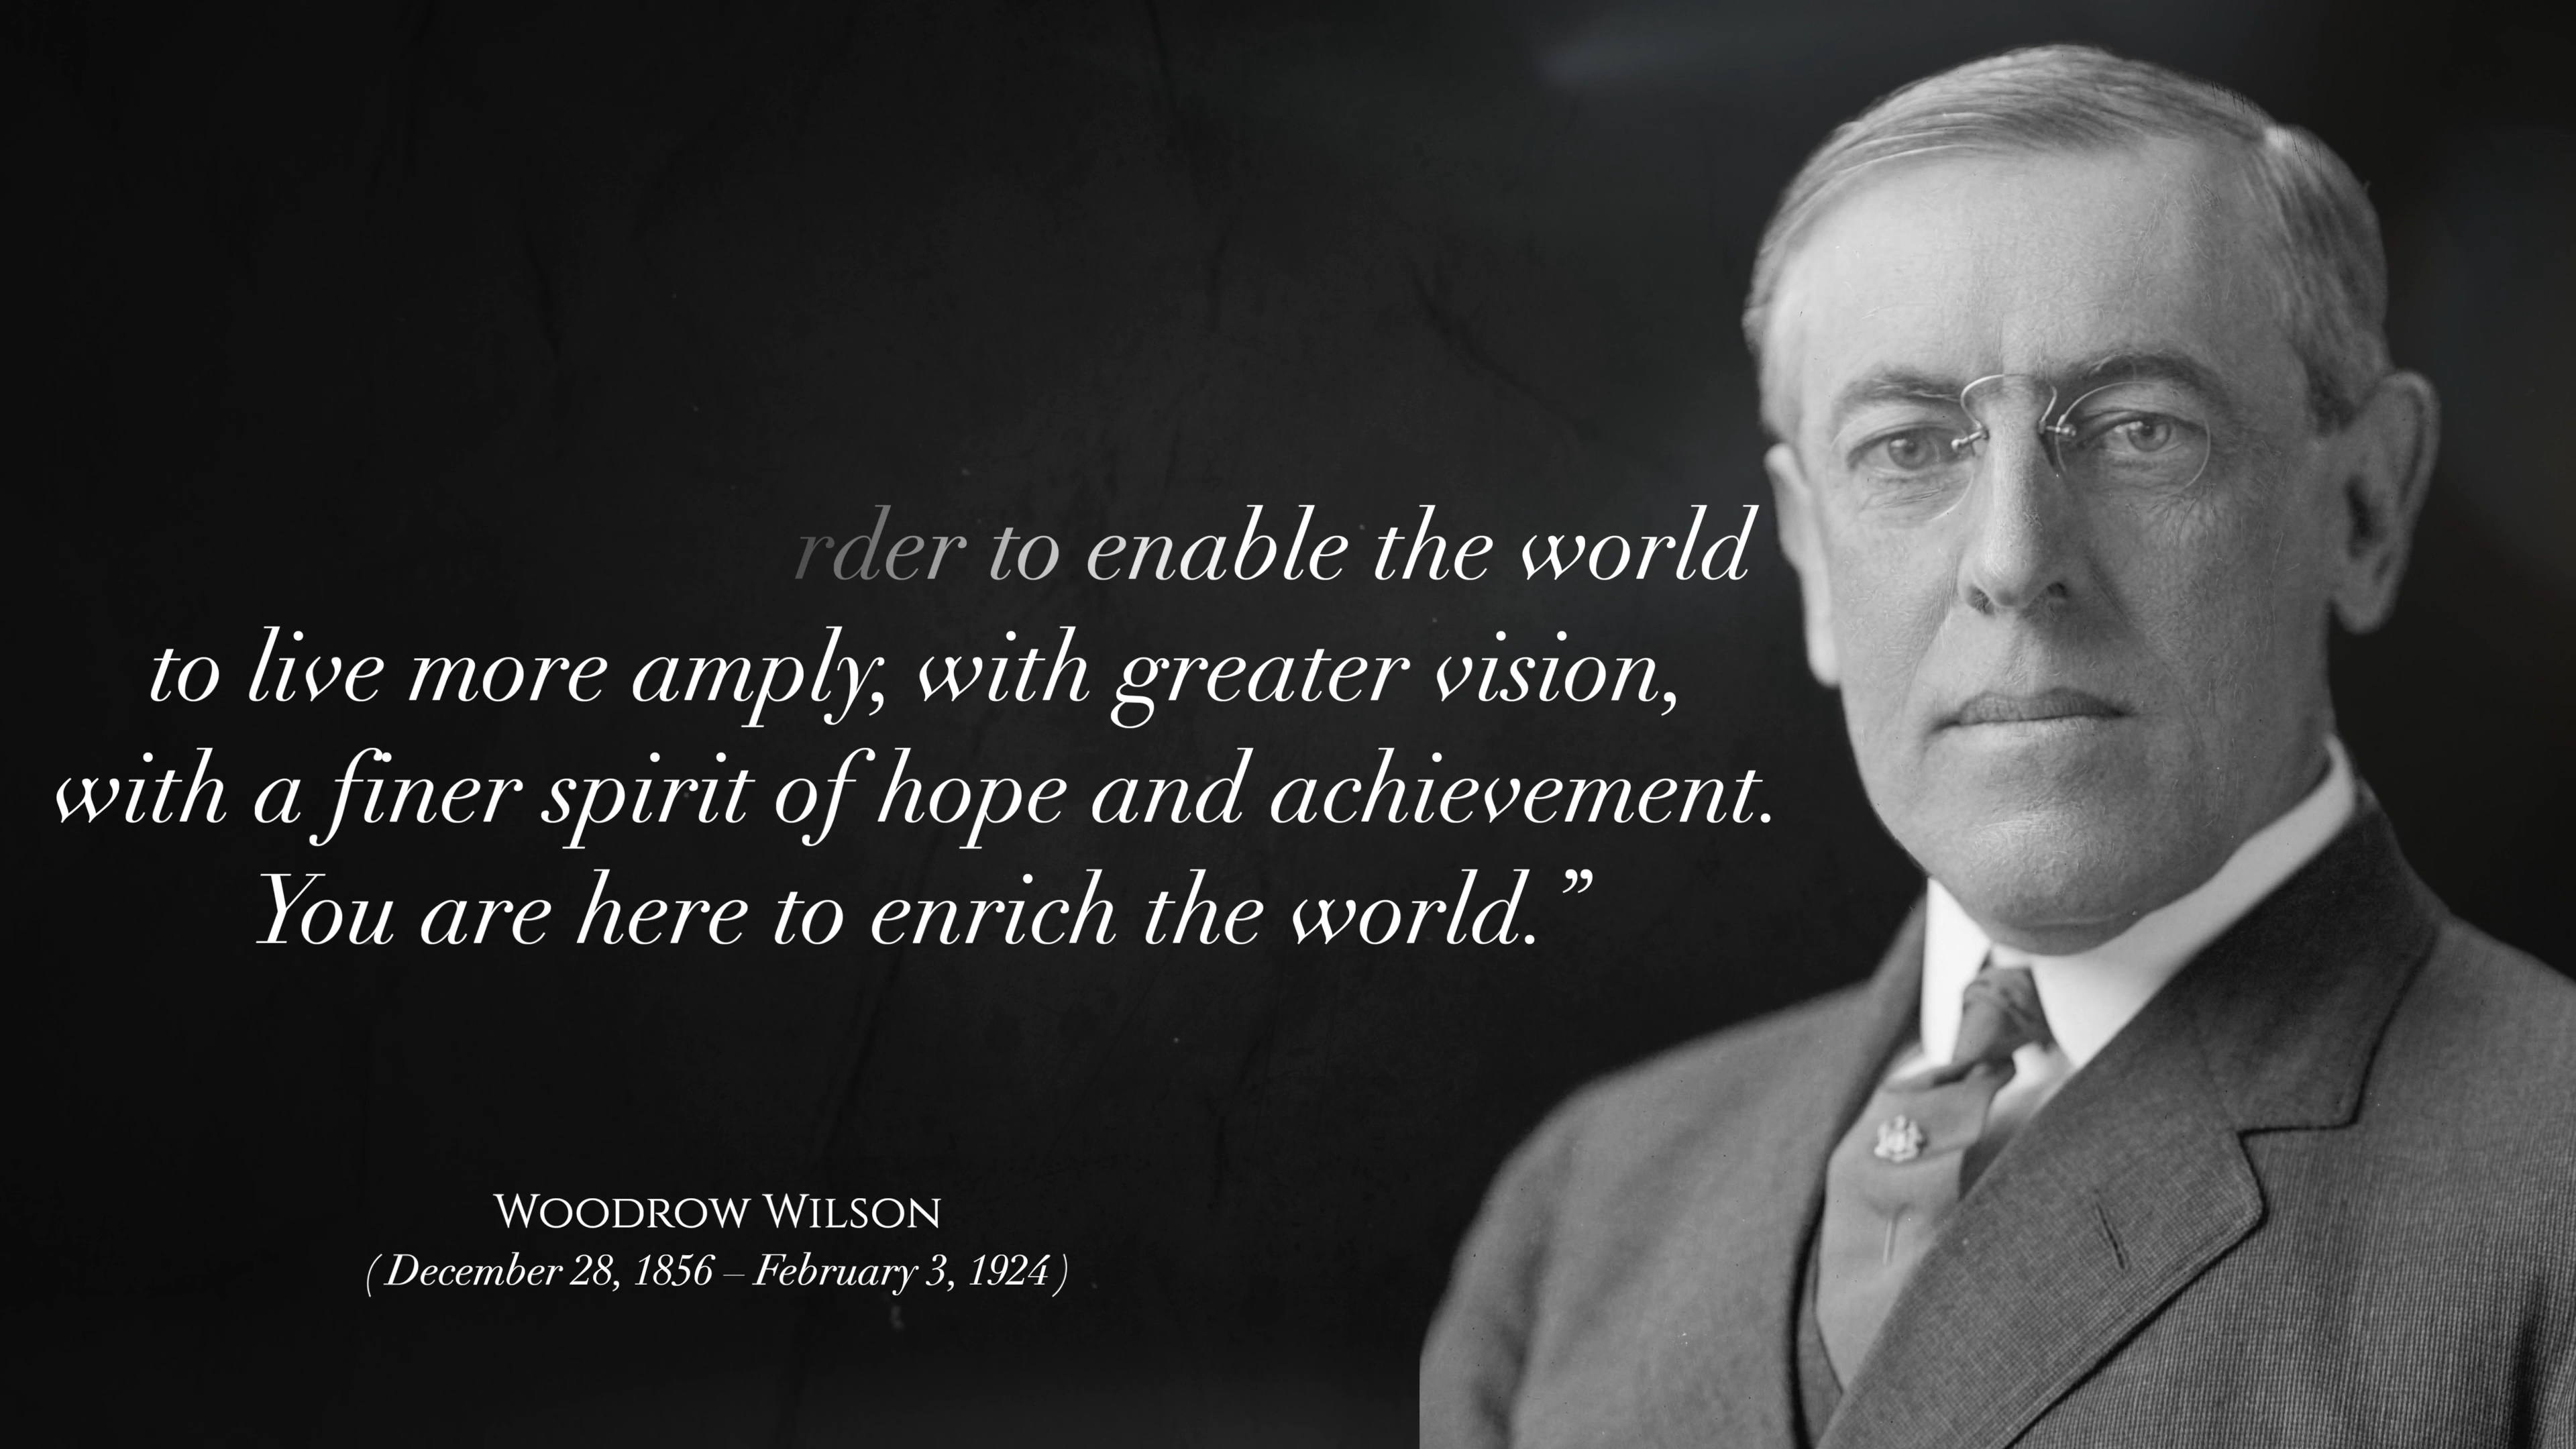 rder to enable the world
to live more amply, with greater vision,
with a finer spirit of hope and achievement.
You are here to enrich the world.”
Woodrow Wilson
(December 28, 1856 – February 3, 1924)